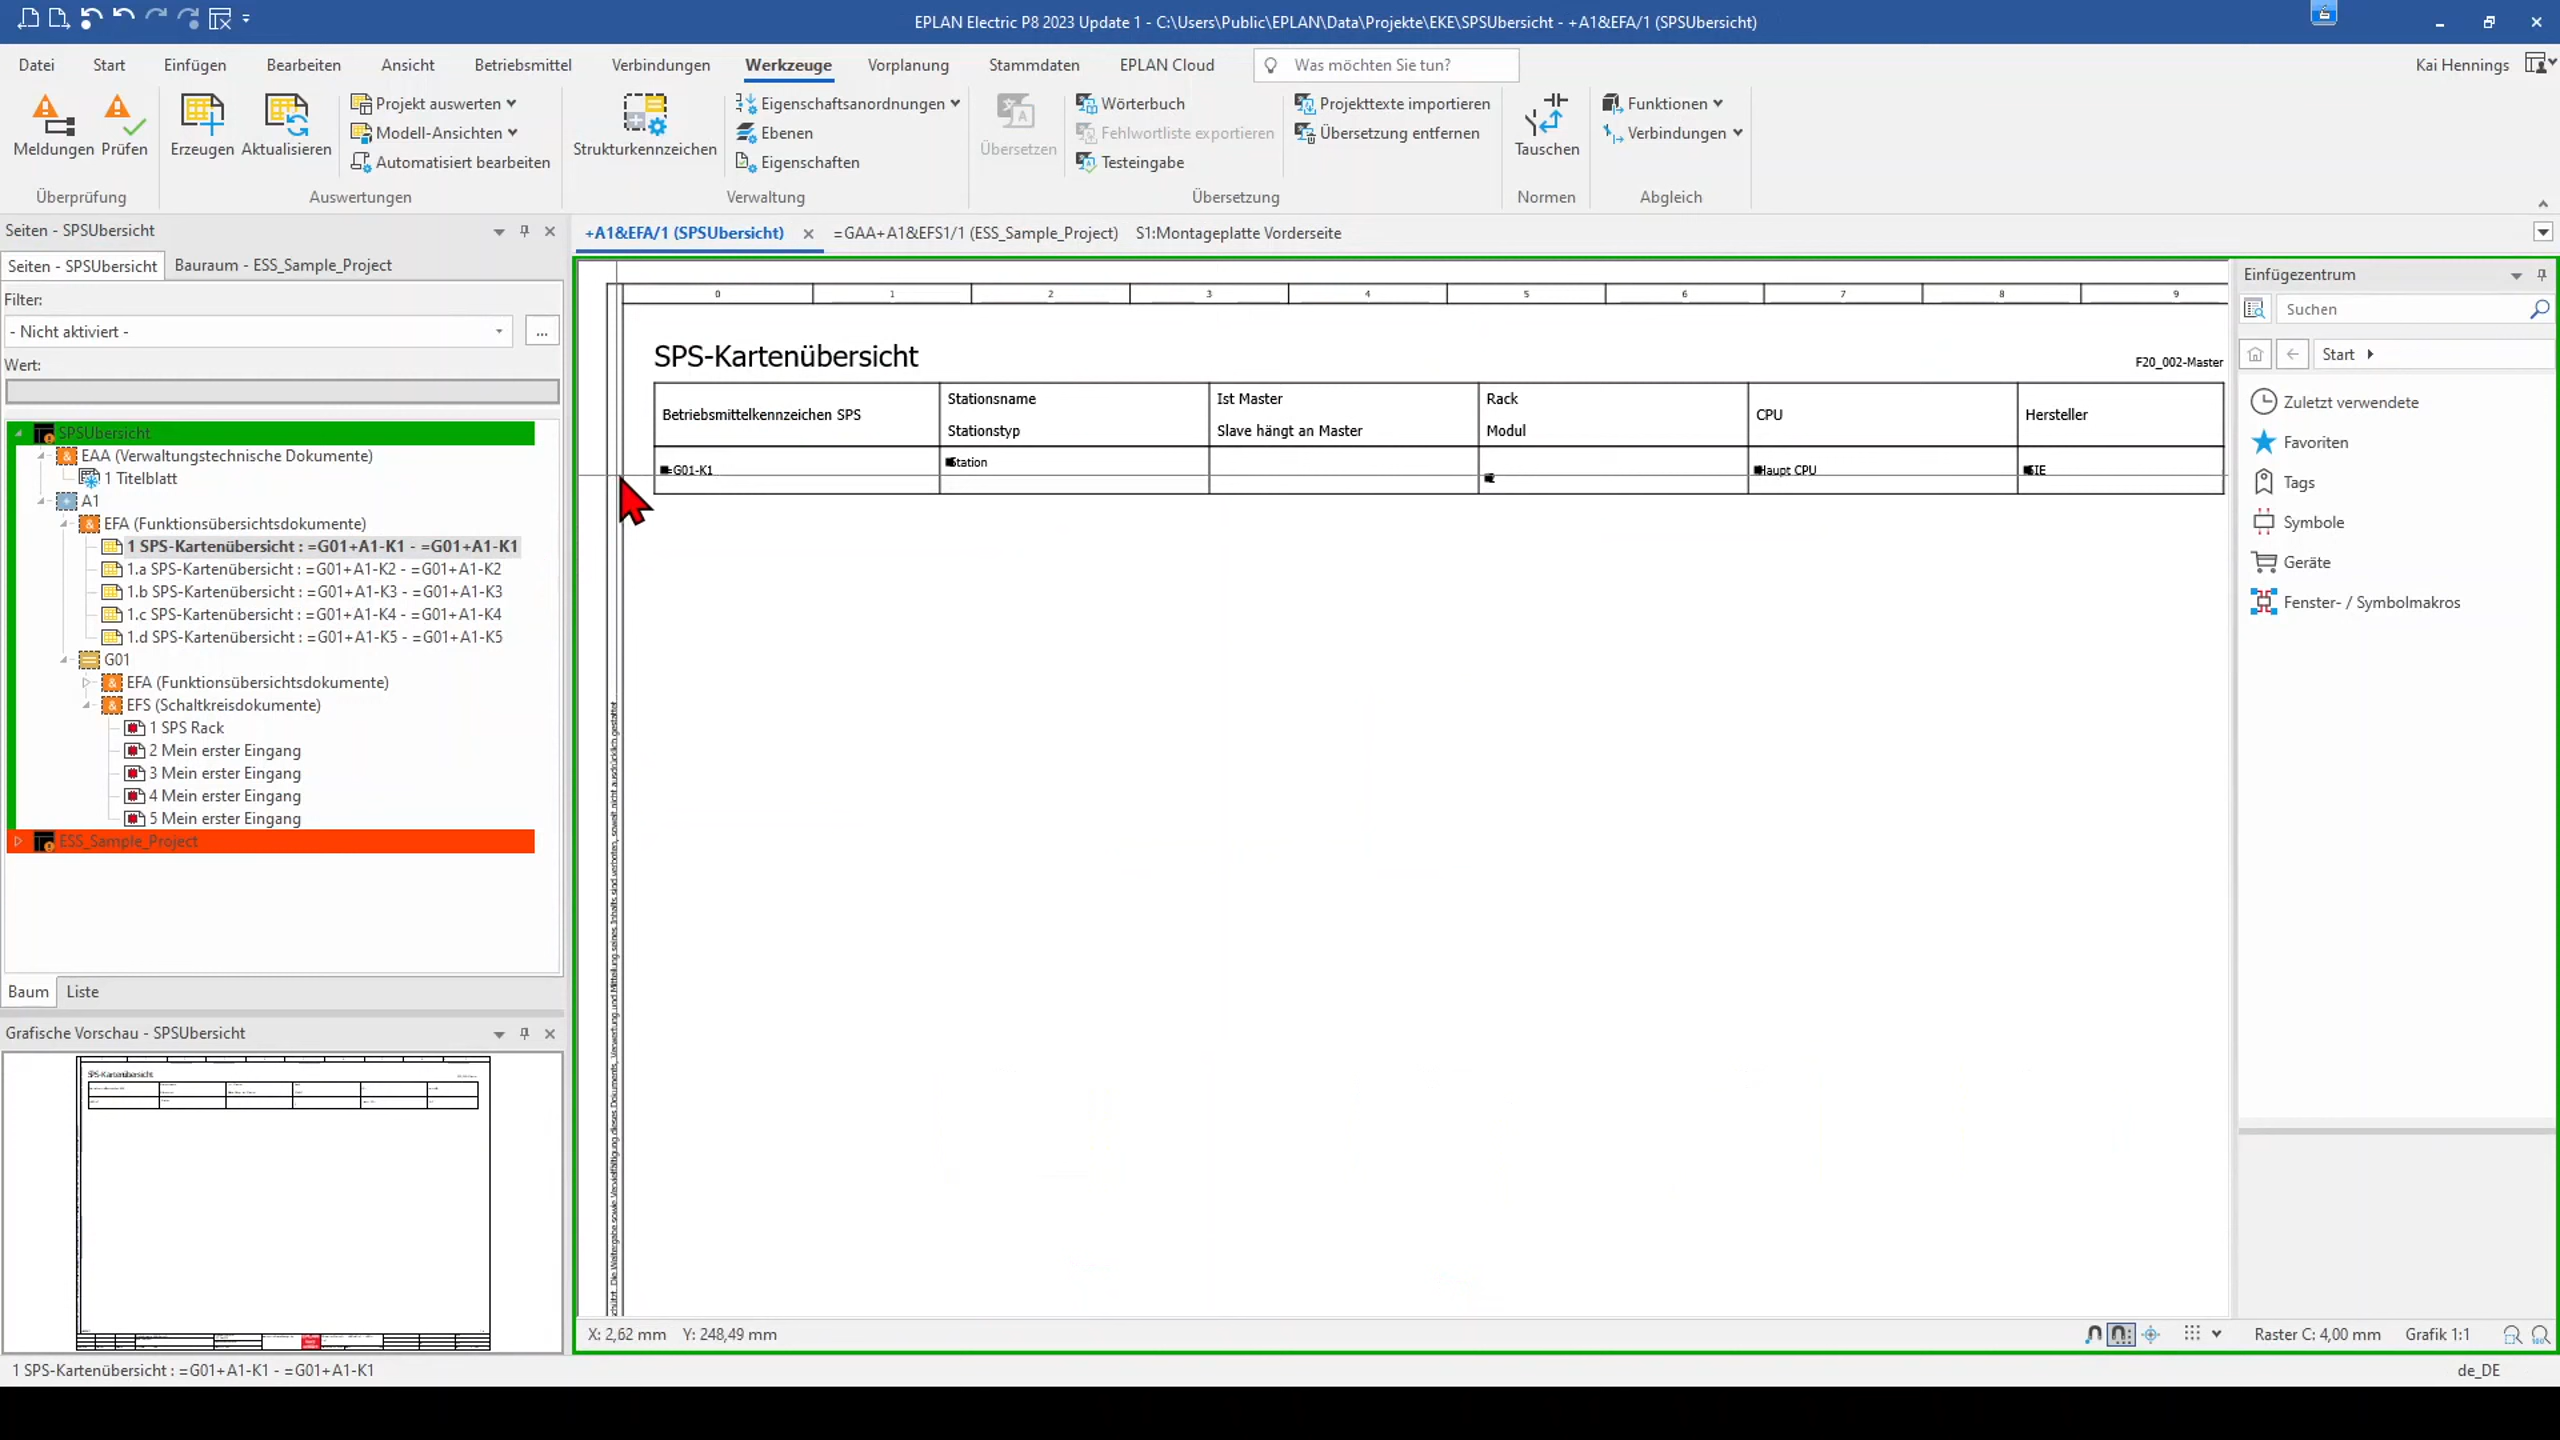 EPLAN Electric P8 2023 Update 1 - C:\Users\Public\EPLAN\Data\Projekte\EKE\SPSÜbersicht - +A1&EFA/1 (SPSÜbersicht)
Datei Start Einfügen Bearbeiten Ansicht Betriebsmittel Verbindungen Werkzeuge Vorplanung Stammdaten EPLAN Cloud Was möchten Sie tun? Kai Hennings
Projekt auswerten Eigenschaftsanordnungen Wörterbuch Projekttexte importieren Funktionen
Modell-Ansichten Ebenen Fehlwortliste exportieren Übersetzung entfernen Verbindungen
Meldungen Prüfen Erzeugen Aktualisieren Strukturkennzeichen Übersetzen Tauschen
Automatisiert bearbeiten Eigenschaften Testeingabe
Überprüfung Auswertungen Verwaltung Übersetzung Normen Abgleich
Seiten - SPSÜbersicht
Seiten - SPSÜbersicht Bauraum - ESS_Sample_Project
Filter:
- Nicht aktiviert -
...
Wert:
SPSÜbersicht
EAA (Verwaltungstechnische Dokumente)
1 Titelblatt
A1
EFA (Funktionsübersichtsdokumente)
1 SPS-Kartenübersicht : =G01+A1-K1 - =G01+A1-K1
1.a SPS-Kartenübersicht : =G01+A1-K2 - =G01+A1-K2
1.b SPS-Kartenübersicht : =G01+A1-K3 - =G01+A1-K3
1.c SPS-Kartenübersicht : =G01+A1-K4 - =G01+A1-K4
1.d SPS-Kartenübersicht : =G01+A1-K5 - =G01+A1-K5
G01
EFA (Funktionsübersichtsdokumente)
EFS (Schaltkreisdokumente)
1 SPS Rack
2 Mein erster Eingang
3 Mein erster Eingang
4 Mein erster Eingang
5 Mein erster Eingang
ESS_Sample_Project
Baum Liste
Grafische Vorschau - SPSÜbersicht
SPS-Kartenübersicht
1 SPS-Kartenübersicht : =G01+A1-K1 - =G01+A1-K1
+A1&EFA/1 (SPSÜbersicht) =GAA+A1&EFS1/1 (ESS_Sample_Project) S1:Montageplatte Vorderseite
0 1 2 3 4 5 6 7 8 9
SPS-Kartenübersicht
F20_002-Master
Betriebsmittelkennzeichen SPS
Stationsname
Stationstyp
Ist Master
Slave hängt an Master
Rack
Modul
CPU
Hersteller
=G01-K1
Station
Haupt CPU
SIE
X: 2,62 mm Y: 248,49 mm
Raster C: 4,00 mm Grafik 1:1
de_DE
Einfügezentrum
Suchen
Start
Zuletzt verwendete
Favoriten
Tags
Symbole
Geräte
Fenster- / Symbolmakros